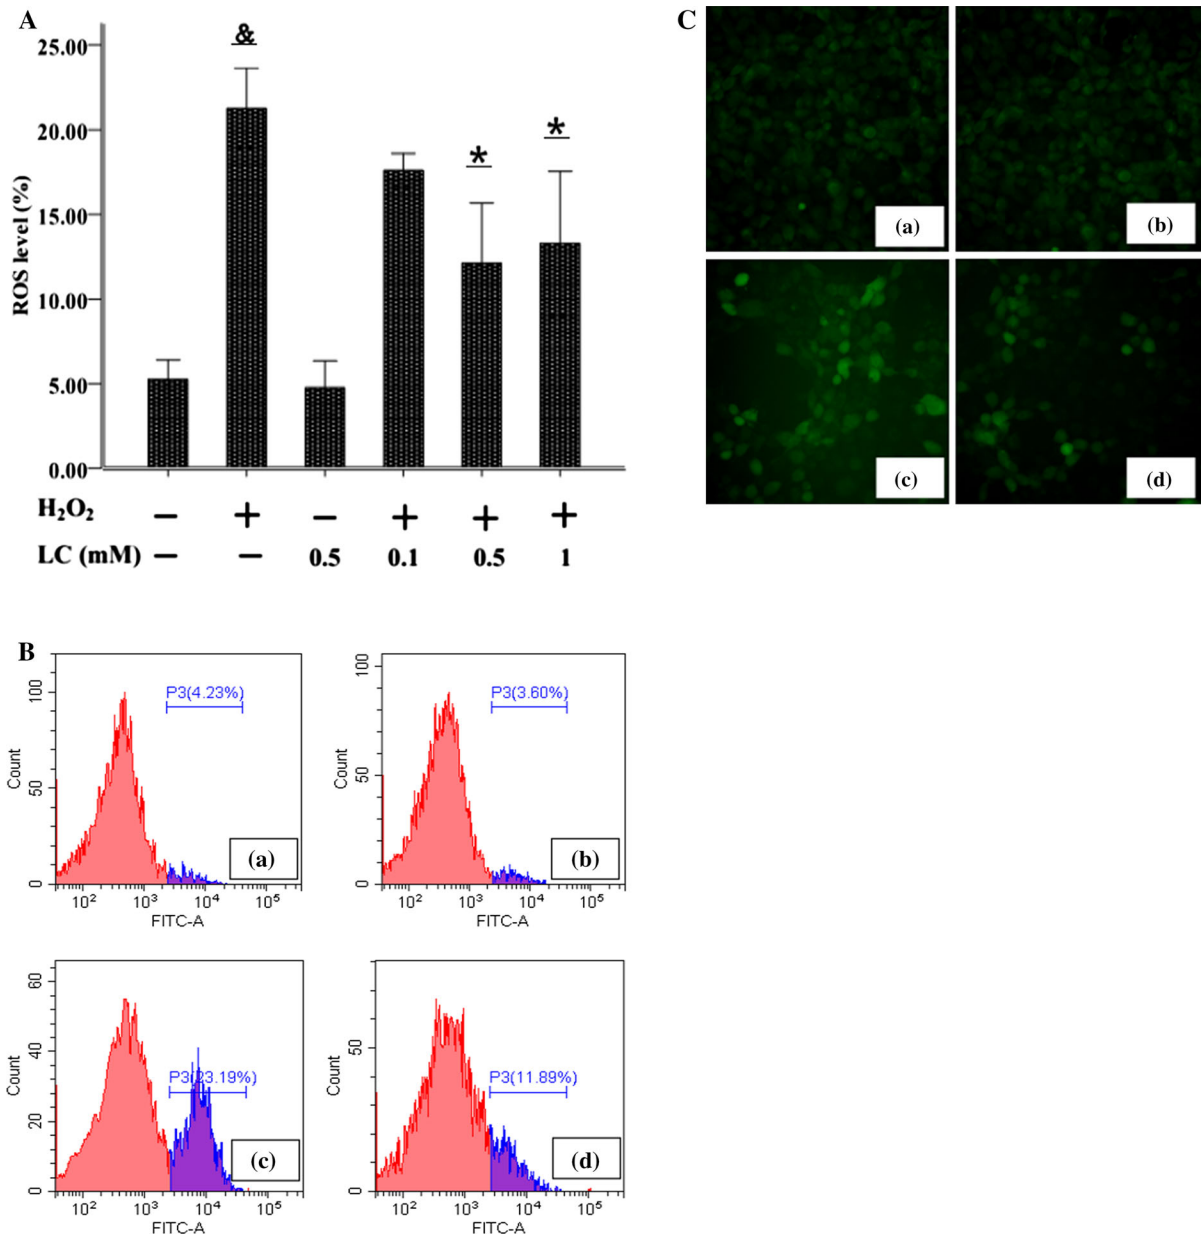 A
ROS level (%)
25.00
20.00
15.00
10.00
5.00
0.00
&
*
*
H₂O₂ − + − + + +
LC (mM) − − 0.5 0.1 0.5 1
C
(a)
(b)
(c)
(d)
B
Count
100
50
0
P3(4.23%)
(a)
10² 10³ 10⁴ 10⁵
FITC-A
Count
100
50
0
P3(3.60%)
(b)
10² 10³ 10⁴ 10⁵
FITC-A
Count
60
40
20
0
P3(23.19%)
(c)
10² 10³ 10⁴ 10⁵
FITC-A
Count
50
0
P3(11.89%)
(d)
10² 10³ 10⁴ 10⁵
FITC-A